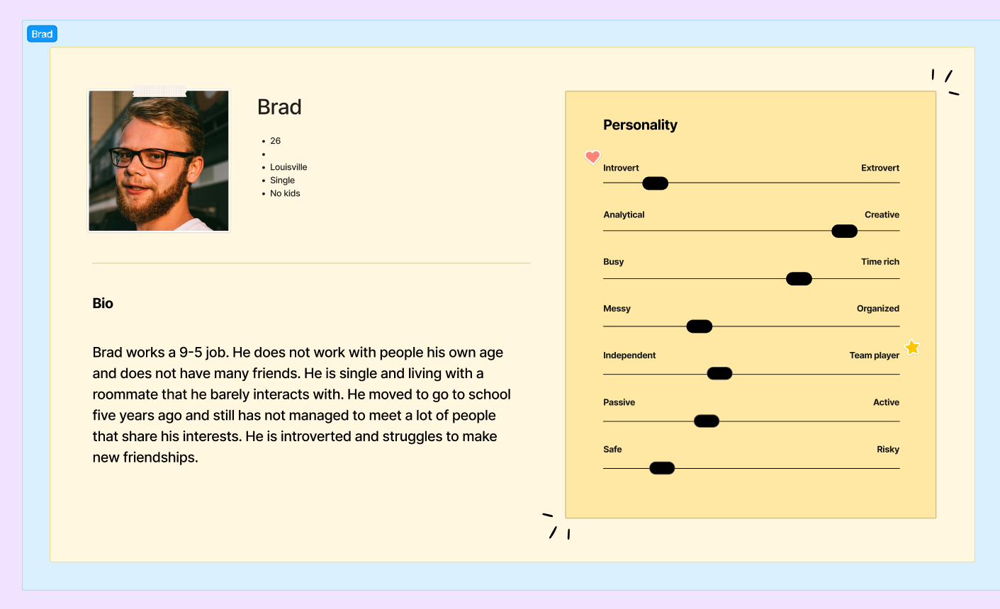 Brad
Brad
26
Louisville
Single
No kids
Bio
Brad works a 9-5 job. He does not work with people his own age
and does not have many friends. He is single and living with a
roommate that he barely interacts with. He moved to go to school
five years ago and still has not managed to meet a lot of people
that share his interests. He is introverted and struggles to make
new friendships.
Personality
Introvert Extrovert
Analytical Creative
Busy Time rich
Messy Organized
Independent Team player
Passive Active
Safe Risky